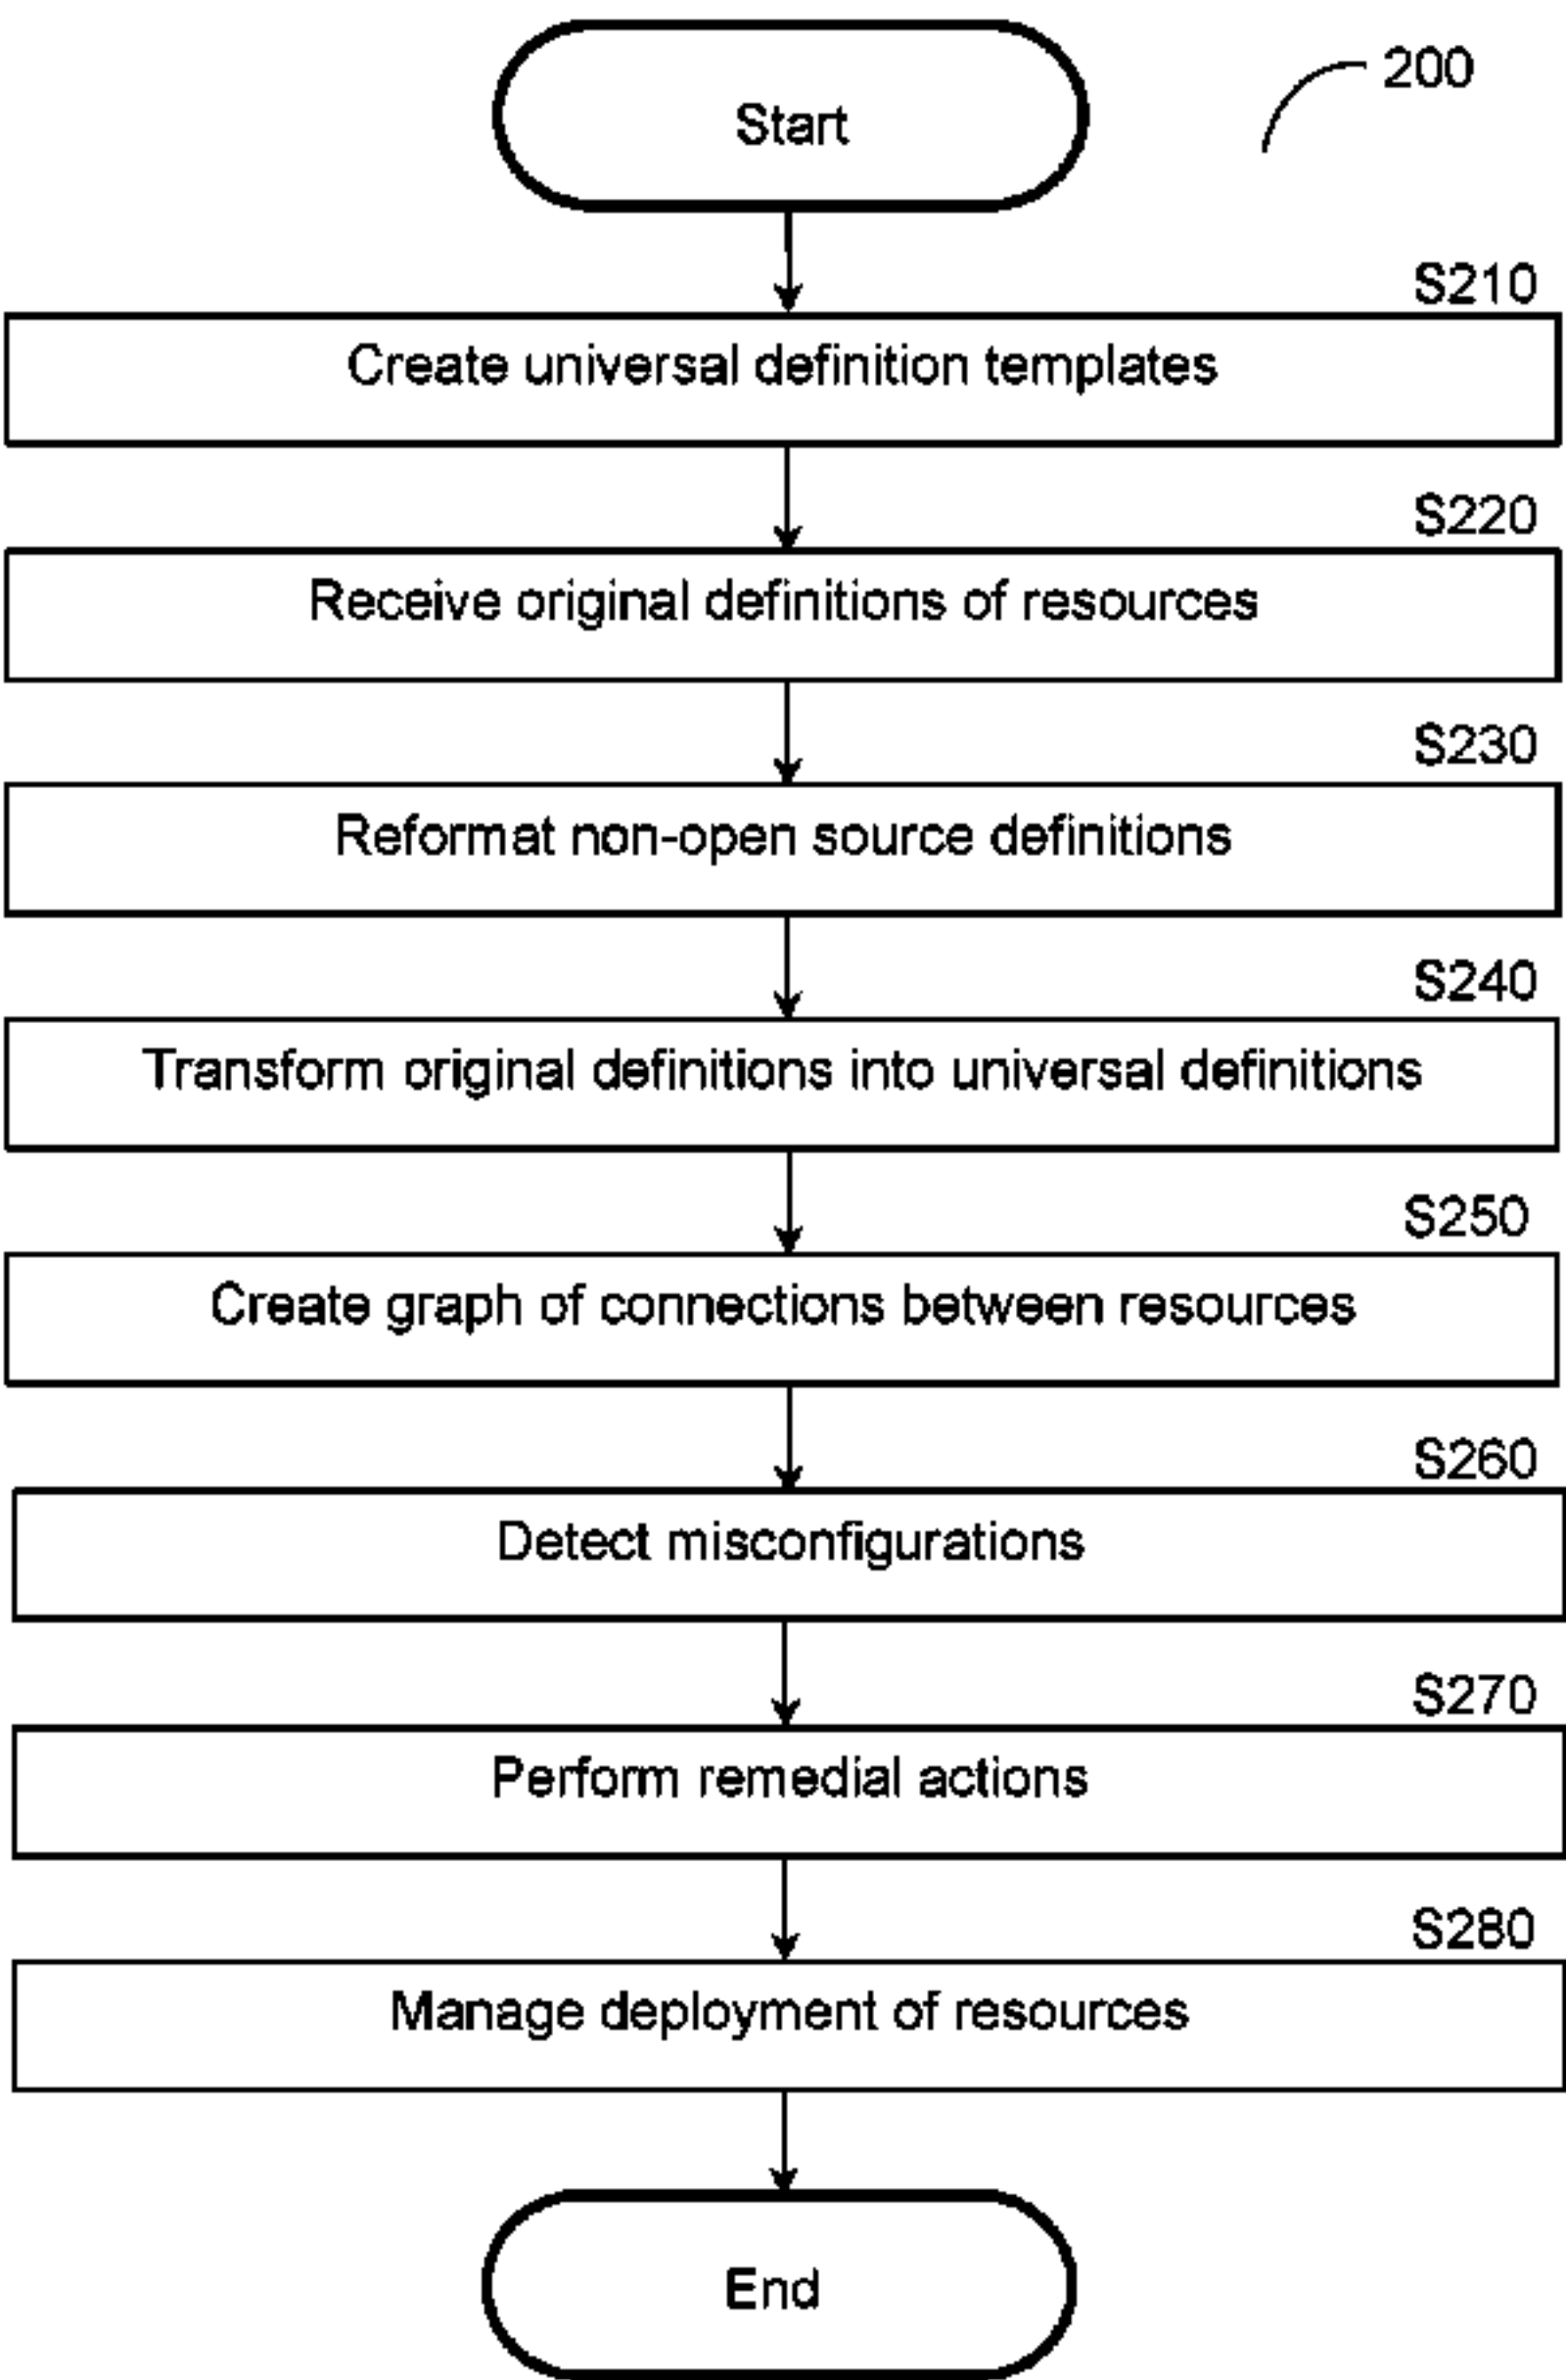 Start
200
S210
Create universal definition templates
S220
Receive original definitions of resources
S230
Reformat non-open source definitions
S240
Transform original definitions into universal definitions
S250
Create graph of connections between resources
S260
Detect misconfigurations
S270
Perform remedial actions
S280
Manage deployment of resources
End